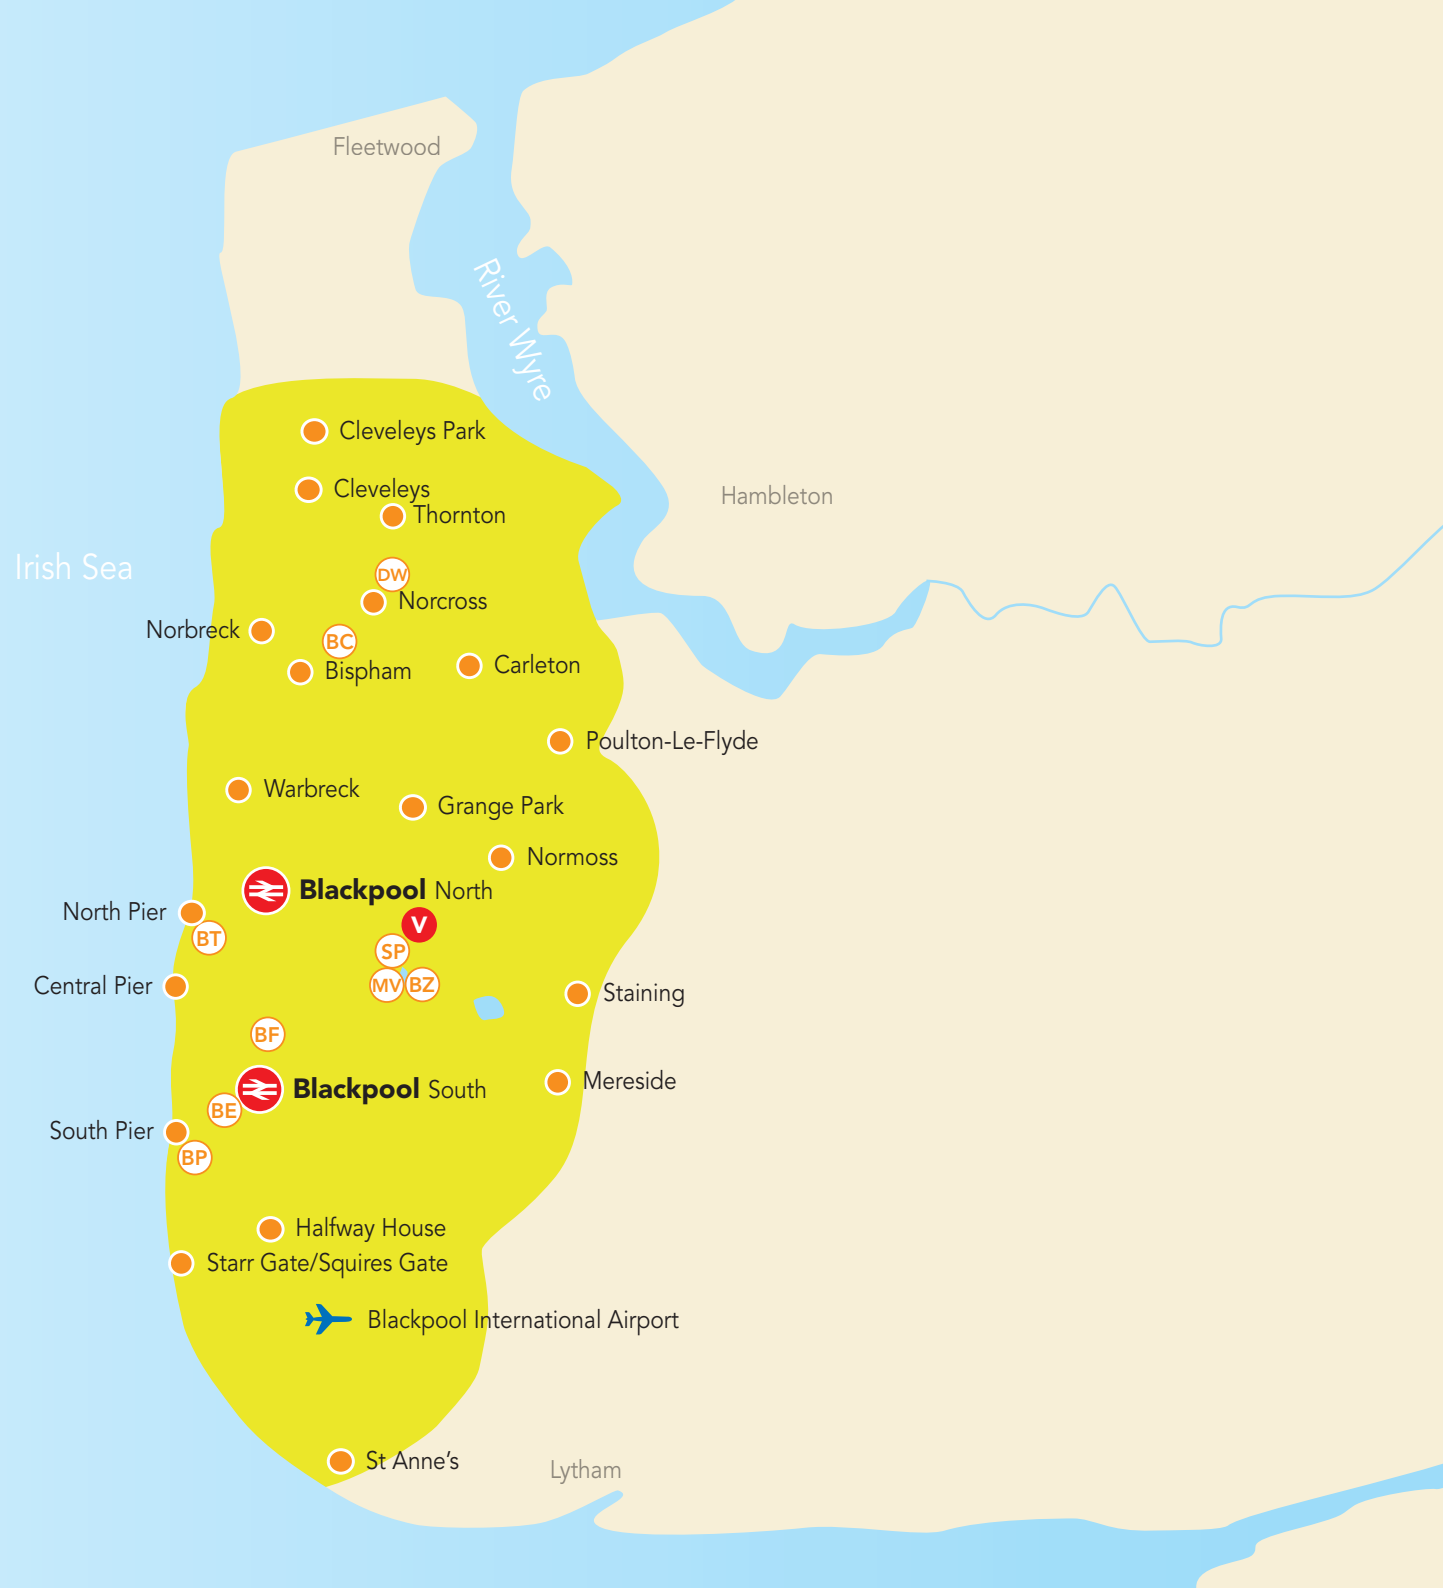 Fleetwood
River Wyre
Cleveleys Park
Cleveleys
Hambleton
Thornton
Irish Sea
DW
Norcross
Norbreck
BC
Bispham
Carleton
Poulton-Le-Flyde
Warbreck
Grange Park
Normoss
Blackpool North
North Pier
V
BT
SP
Central Pier
MV
BZ
Staining
BF
Mereside
Blackpool South
BE
South Pier
BP
Halfway House
Starr Gate/Squires Gate
Blackpool International Airport
St Anne's
Lytham